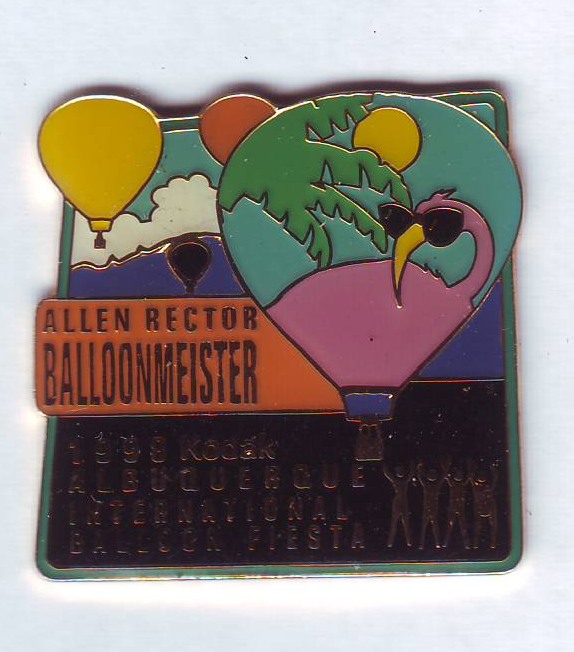 ALLEN RECTOR
BALLOONMEISTER
1998 Kodak
ALBUQUERQUE
INTERNATIONAL
BALLOON FIESTA